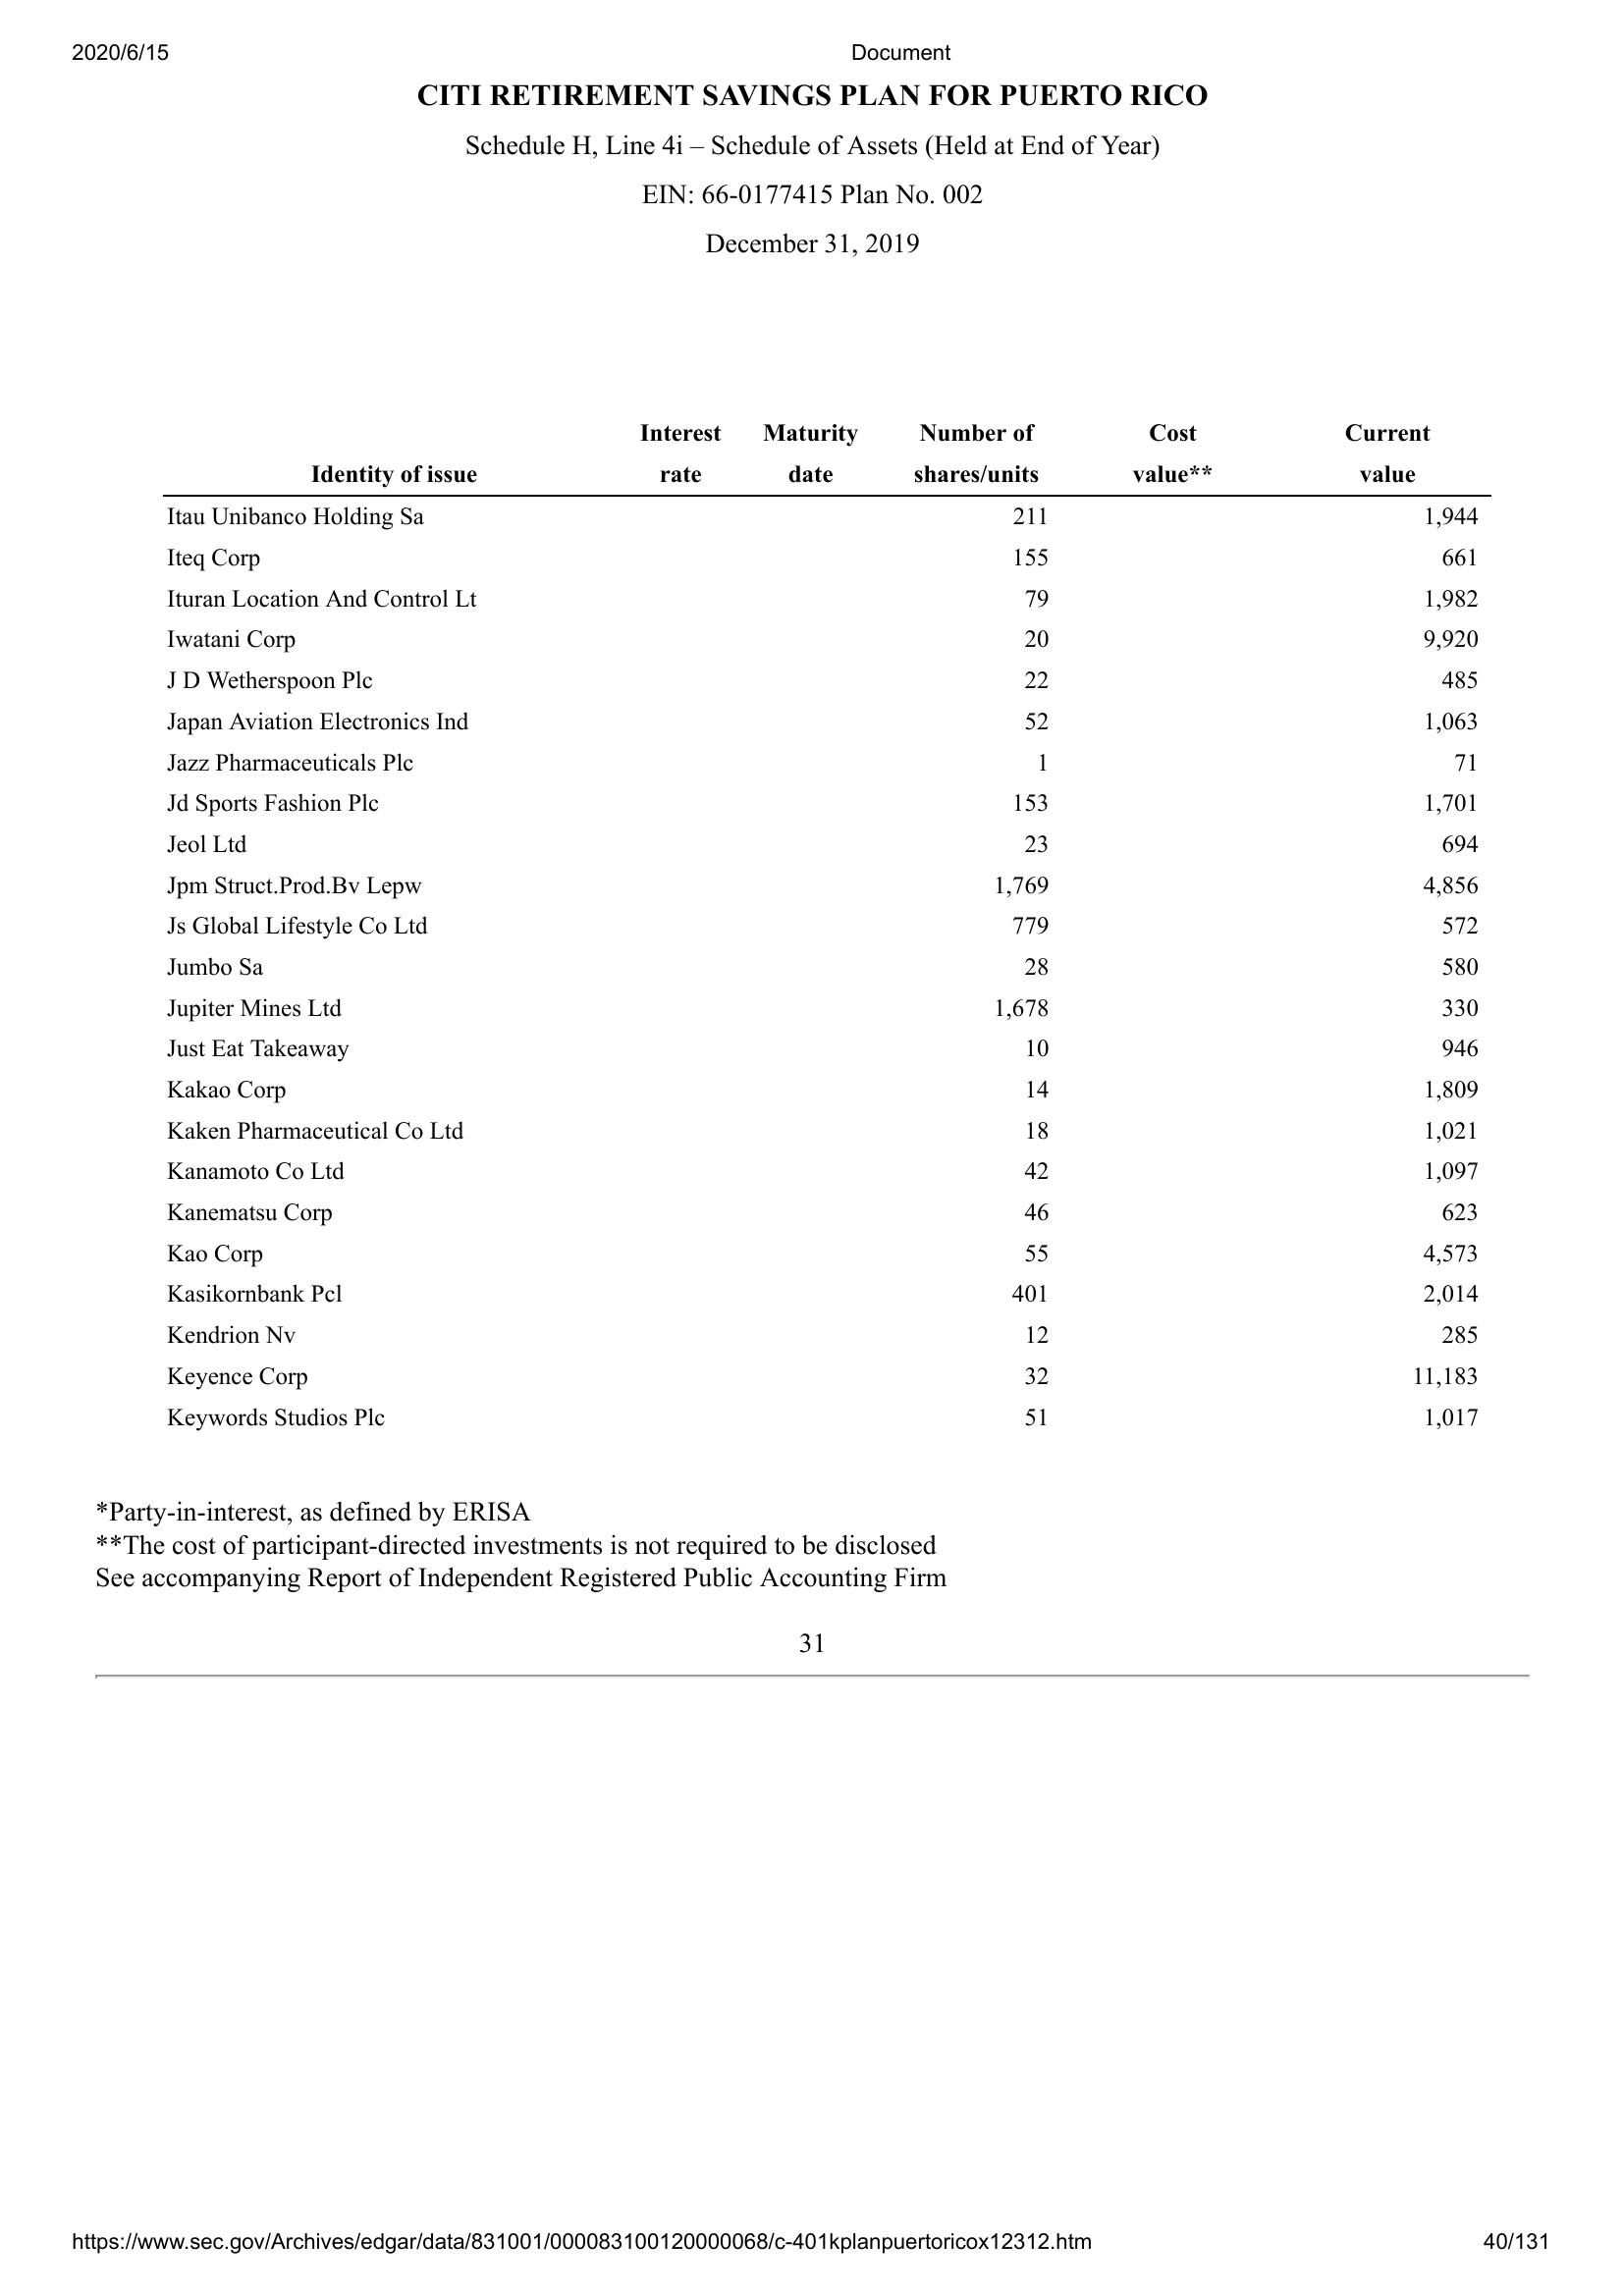 2020/6/15 Document
CITI RETIREMENT SAVINGS PLAN FOR PUERTO RICO
Schedule H, Line 4i – Schedule of Assets (Held at End of Year)
EIN: 66-0177415 Plan No. 002
December 31, 2019
Interest Maturity Number of Cost Current
Identity of issue rate date shares/units value** value
Itau Unibanco Holding Sa 211 1,944
Iteq Corp 155 661
Ituran Location And Control Lt 79 1,982
Iwatani Corp 20 9,920
J D Wetherspoon Plc 22 485
Japan Aviation Electronics Ind 52 1,063
Jazz Pharmaceuticals Plc 1 71
Jd Sports Fashion Plc 153 1,701
Jeol Ltd 23 694
Jpm Struct.Prod.Bv Lepw 1,769 4,856
Js Global Lifestyle Co Ltd 779 572
Jumbo Sa 28 580
Jupiter Mines Ltd 1,678 330
Just Eat Takeaway 10 946
Kakao Corp 14 1,809
Kaken Pharmaceutical Co Ltd 18 1,021
Kanamoto Co Ltd 42 1,097
Kanematsu Corp 46 623
Kao Corp 55 4,573
Kasikornbank Pcl 401 2,014
Kendrion Nv 12 285
Keyence Corp 32 11,183
Keywords Studios Plc 51 1,017
*Party-in-interest, as defined by ERISA
**The cost of participant-directed investments is not required to be disclosed
See accompanying Report of Independent Registered Public Accounting Firm
31
https://www.sec.gov/Archives/edgar/data/831001/000083100120000068/c-401kplanpuertoricox12312.htm 40/131